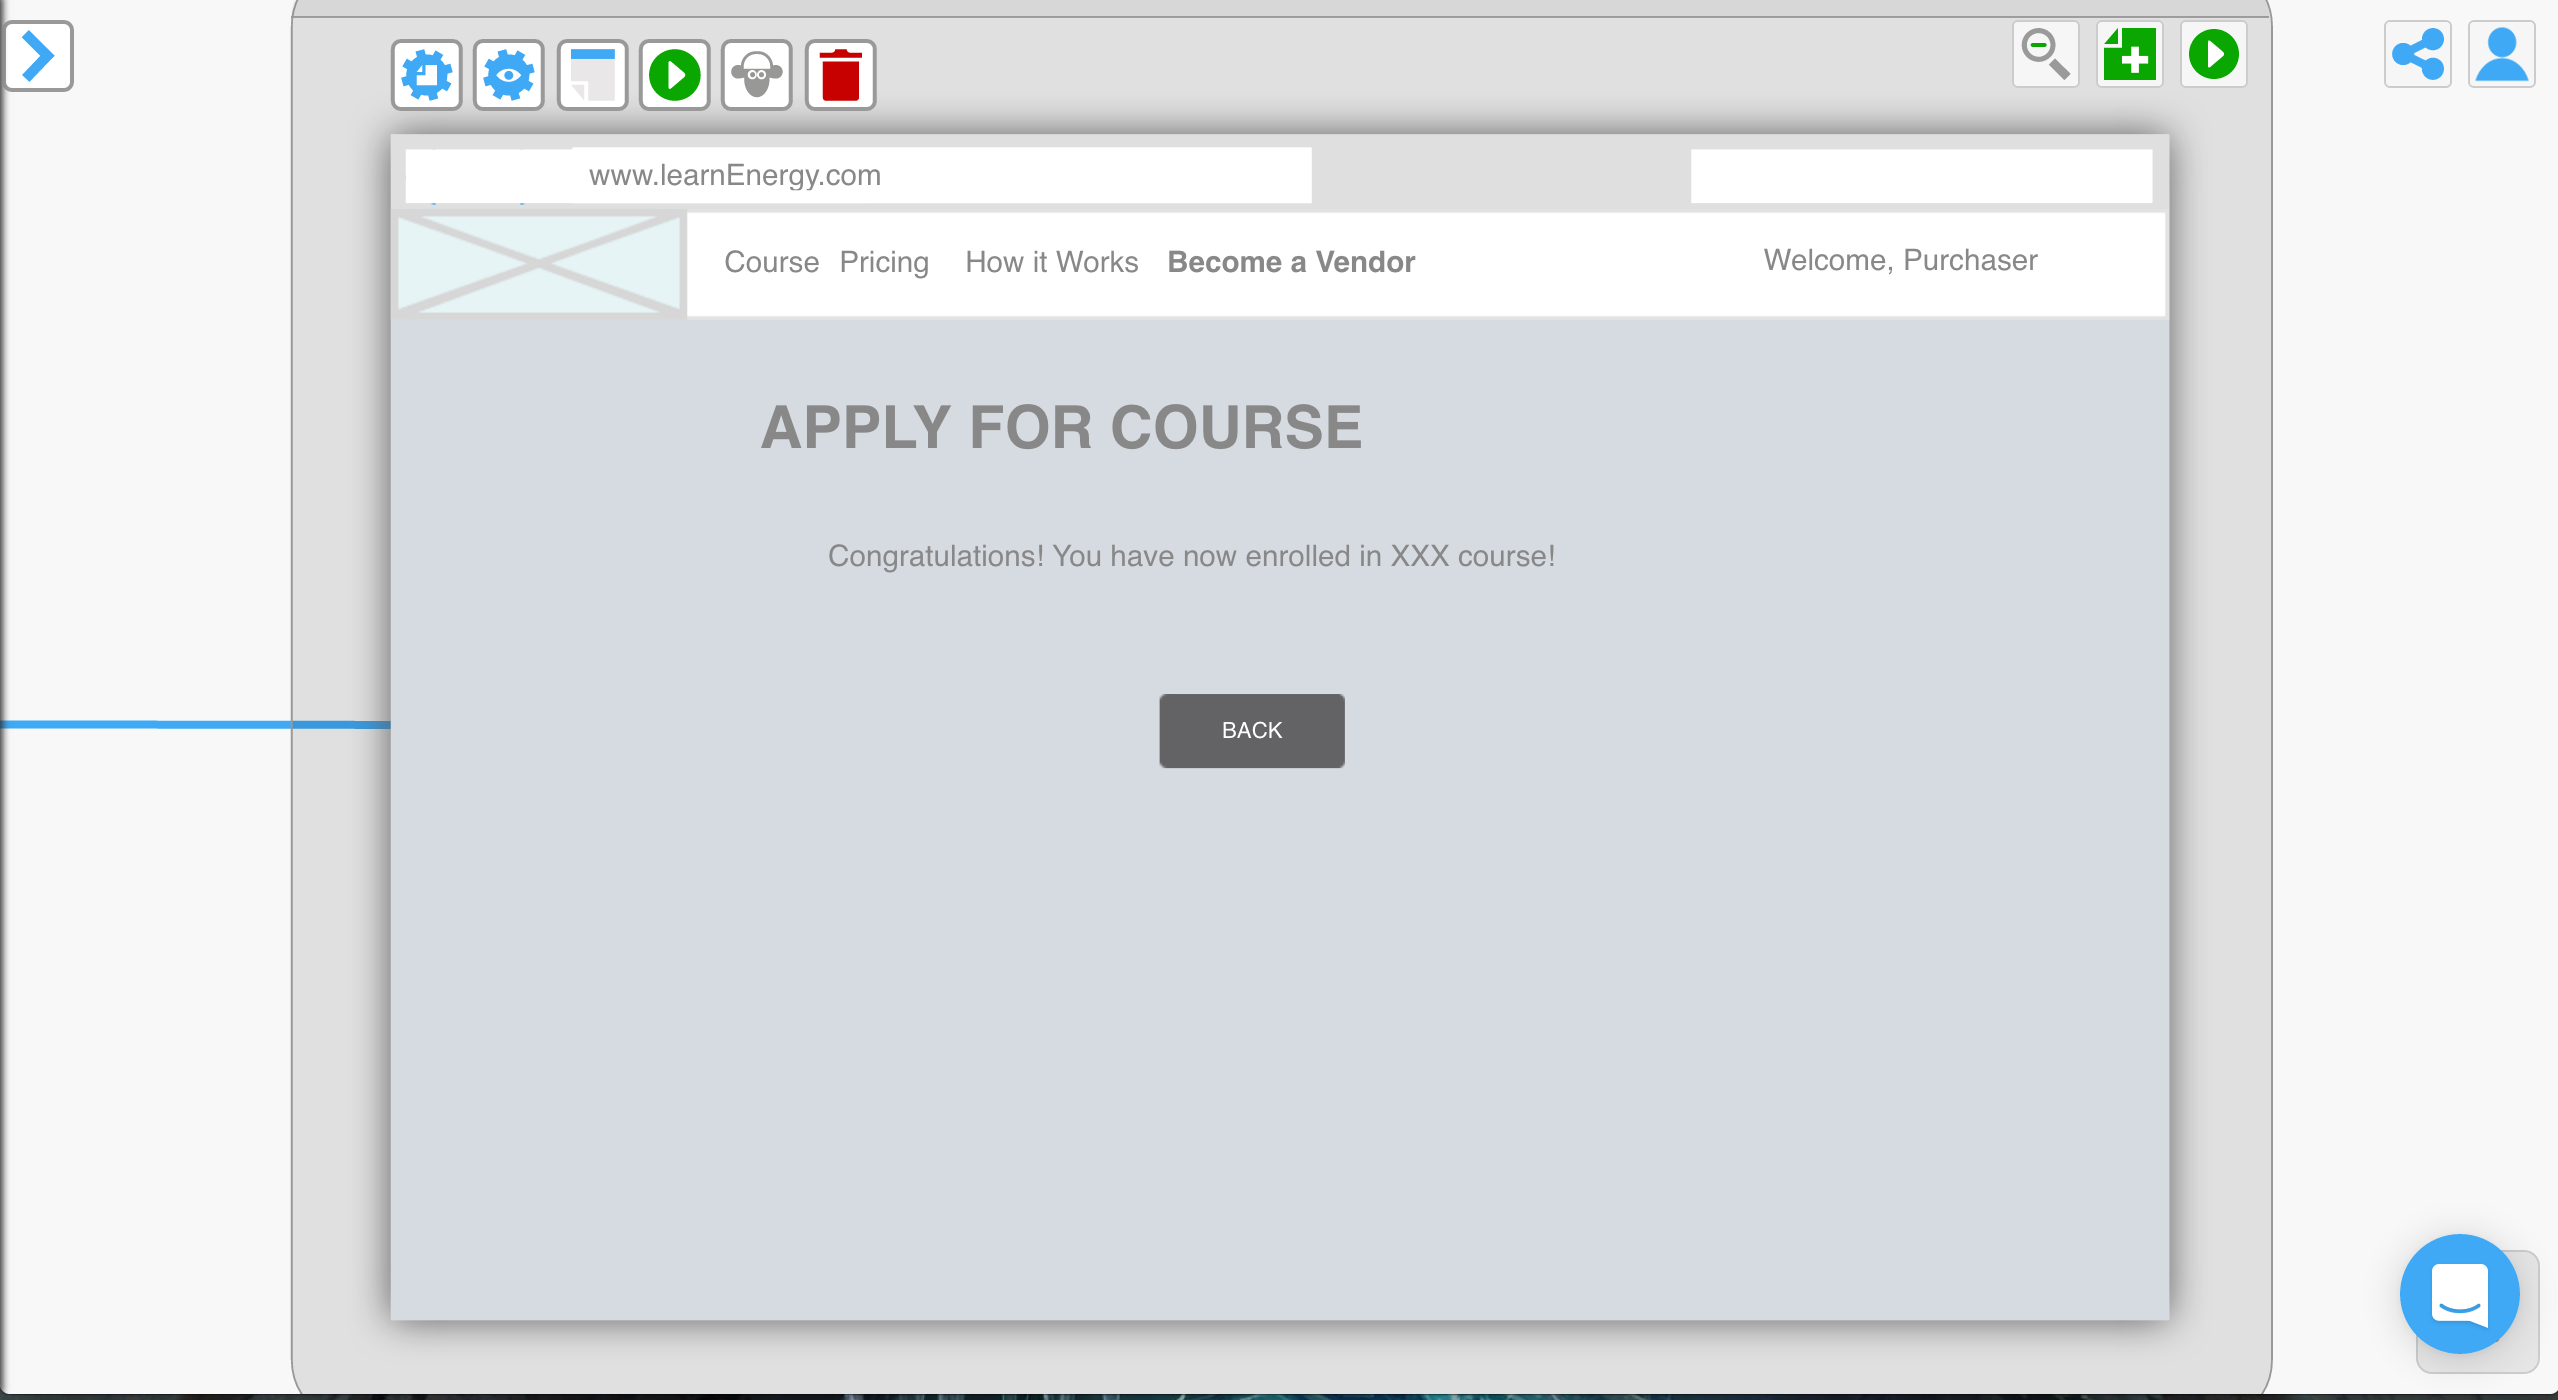 www.learnEnergy.com
Course Pricing How it Works Become a Vendor Welcome, Purchaser
APPLY FOR COURSE
Congratulations! You have now enrolled in XXX course!
BACK